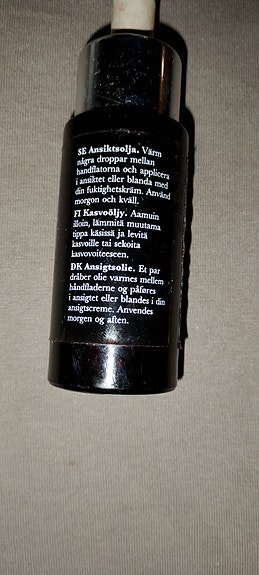 SE Ansiktsolja. Värm
några droppar mellan
handflatorna och applicera
i ansiktet eller blanda med
din fuktighetskräm. Använd
morgon och kväll.
FI Kasvoöljy. Aamuin
illoin, lämmitä muutama
tippa käsissä ja levitä
kasvoille tai sekoita
kasvovoiteeseen.
DK Ansigtsolie. Et par
dråber olie varmes mellem
håndfladerne og påføres
i ansigtet eller blandes i din
ansigtscreme. Anvendes
morgen og aften.